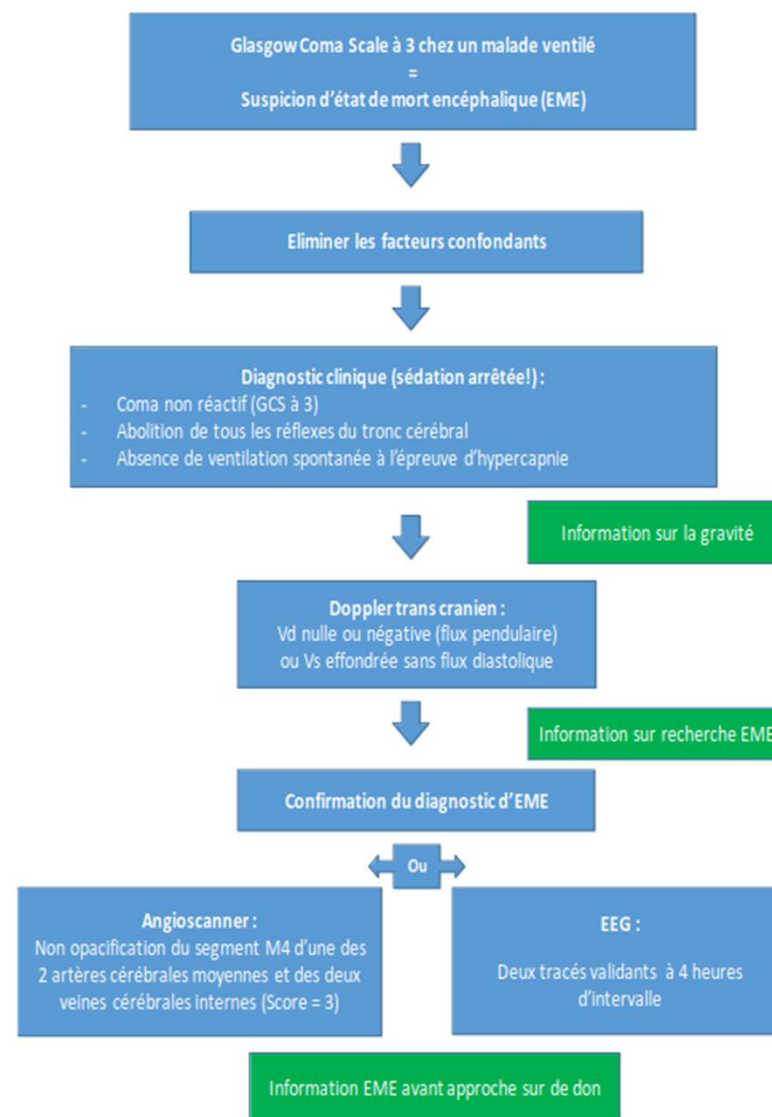 Glasgow Coma Scale à 3 chez un malade ventilé
=
Suspicion d'état de mort encéphalique (EME)
Eliminer les facteurs confondants
Diagnostic clinique (sédation arrêtée!) :
- Coma non réactif (GCS à 3)
- Abolition de tous les réflexes du tronc cérébral
- Absence de ventilation spontanée à l'épreuve d'hypercapnie
Information sur la gravité
Doppler trans cranien :
Vd nulle ou négative (flux pendulaire)
ou Vs effondrée sans flux diastolique
Information sur recherche EME
Confirmation du diagnostic d'EME
Ou
Angioscanner :
Non opacification du segment M4 d'une des
2 artères cérébrales moyennes et des deux
veines cérébrales internes (Score = 3)
EEG :
Deux tracés validants à 4 heures
d'intervalle
Information EME avant approche sur de don